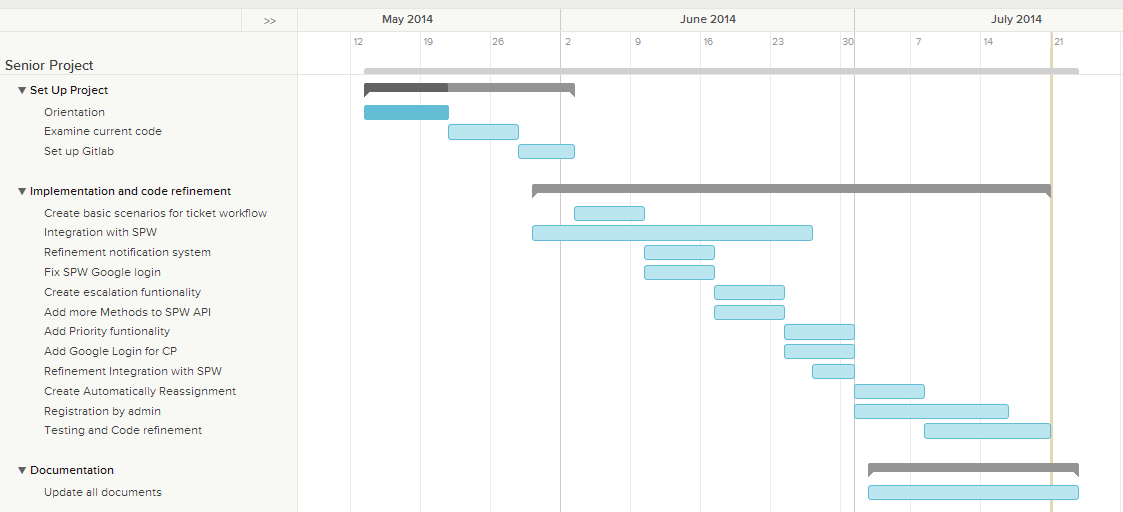 >> May 2014 June 2014 July 2014
12 19 26 2 9 16 23 30 7 14 21
Senior Project
Set Up Project
Orientation
Examine current code
Set up Gitlab
Implementation and code refinement
Create basic scenarios for ticket workflow
Integration with SPW
Refinement notification system
Fix SPW Google login
Create escalation funtionality
Add more Methods to SPW API
Add Priority funtionality
Add Google Login for CP
Refinement Integration with SPW
Create Automatically Reassignment
Registration by admin
Testing and Code refinement
Documentation
Update all documents